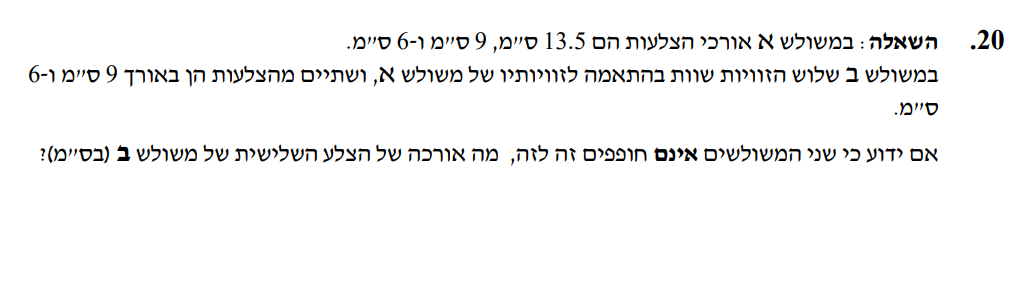 20. השאלה: במשולש א אורכי הצלעות הם 13.5 ס״מ, 9 ס״מ ו-6 ס״מ.
במשולש ב שלוש הזוויות שוות בהתאמה לזוויותיו של משולש א, ושתיים מהצלעות הן באורך 9 ס״מ ו-6
ס״מ.
אם ידוע כי שני המשולשים אינם חופפים זה לזה, מה אורכה של הצלע השלישית של משולש ב (בס״מ)?